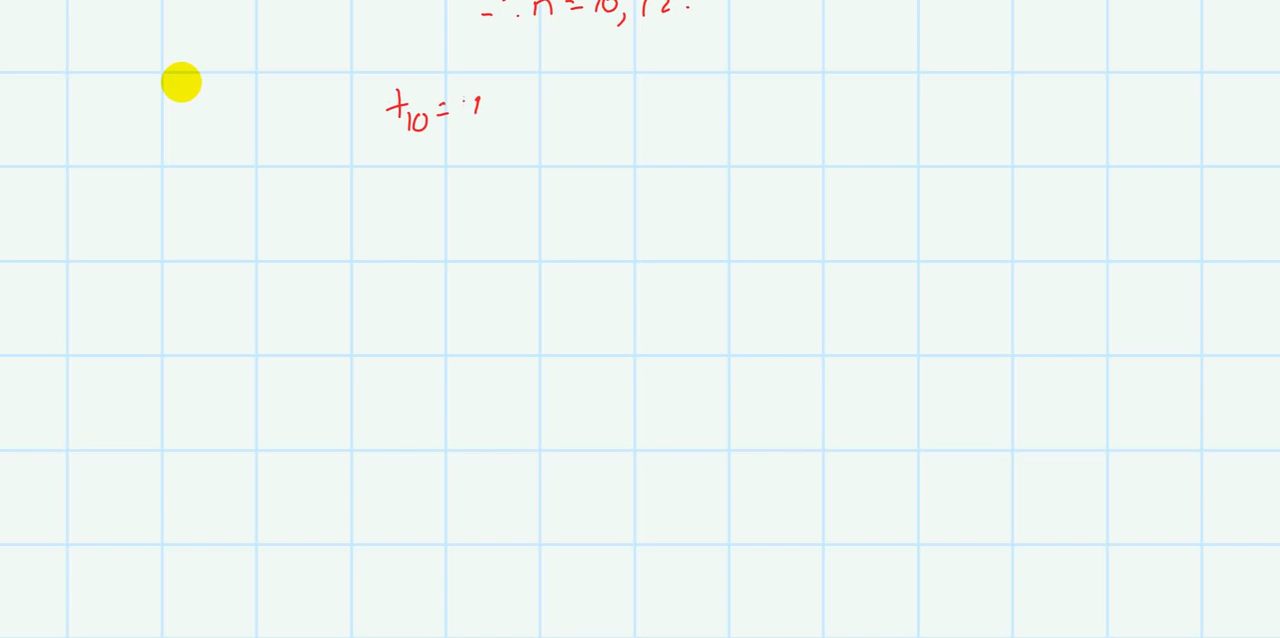 ∴ n = 10, 12.
t₁₀ =